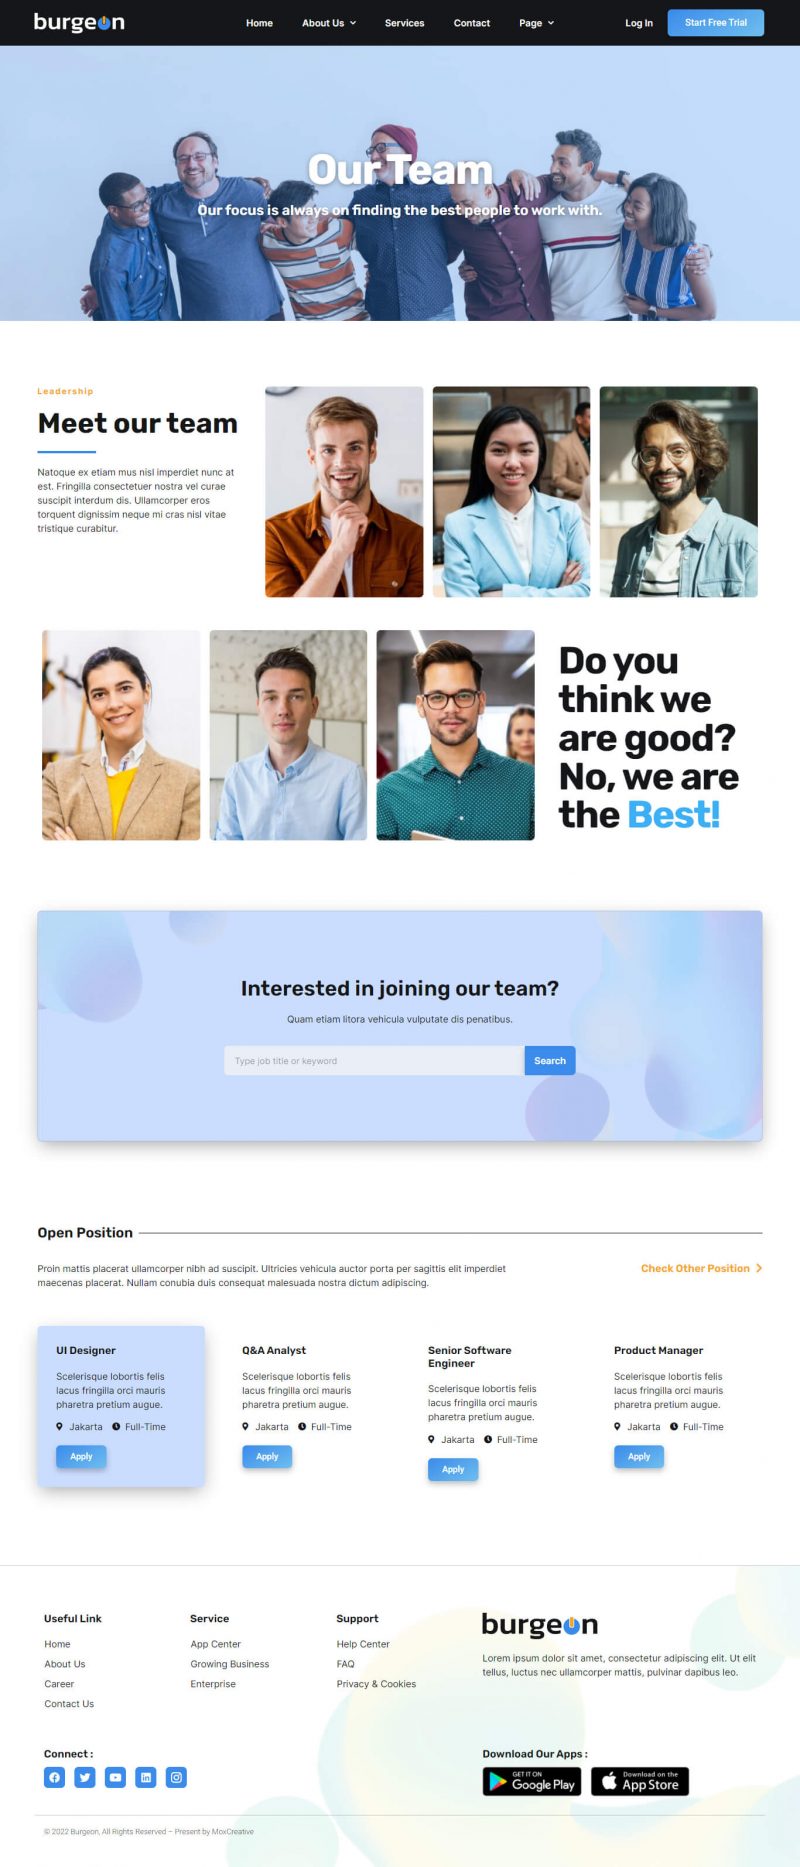 burgeon
Home About Us Services Contact Page Log In Start Free Trial
Our Team
Our focus is always on finding the best people to work with.
Leadership
Meet our team
Natoque ex etiam mus nisl imperdiet nunc at
est. Fringilla consectetuer nostra vel curae
suscipit interdum dis. Ullamcorper eros
torquent dignissim neque mi cras nisl vitae
tristique curabitur.
Do you
think we
are good?
No, we are
the Best!
Interested in joining our team?
Quam etiam litora vehicula vulputate dis penatibus.
Type job title or keyword Search
Open Position
Proin mattis placerat ullamcorper nibh ad suscipit. Ultricies vehicula auctor porta per sagittis elit imperdiet
maecenas placerat. Nullam conubia duis consequat malesuada nostra dictum adipiscing.
Check Other Position
UI Designer
Scelerisque lobortis felis
lacus fringilla orci mauris
pharetra pretium augue.
Jakarta Full-Time
Apply
Q&A Analyst
Scelerisque lobortis felis
lacus fringilla orci mauris
pharetra pretium augue.
Jakarta Full-Time
Apply
Senior Software
Engineer
Scelerisque lobortis felis
lacus fringilla orci mauris
pharetra pretium augue.
Jakarta Full-Time
Apply
Product Manager
Scelerisque lobortis felis
lacus fringilla orci mauris
pharetra pretium augue.
Jakarta Full-Time
Apply
Useful Link
Home
About Us
Career
Contact Us
Service
App Center
Growing Business
Enterprise
Support
Help Center
FAQ
Privacy & Cookies
burgeon
Lorem ipsum dolor sit amet, consectetur adipiscing elit. Ut elit
tellus, luctus nec ullamcorper mattis, pulvinar dapibus leo.
Connect :
Download Our Apps :
GET IT ON
Google Play
Download on the
App Store
© 2022 Burgeon, All Rights Reserved – Present by MoxCreative